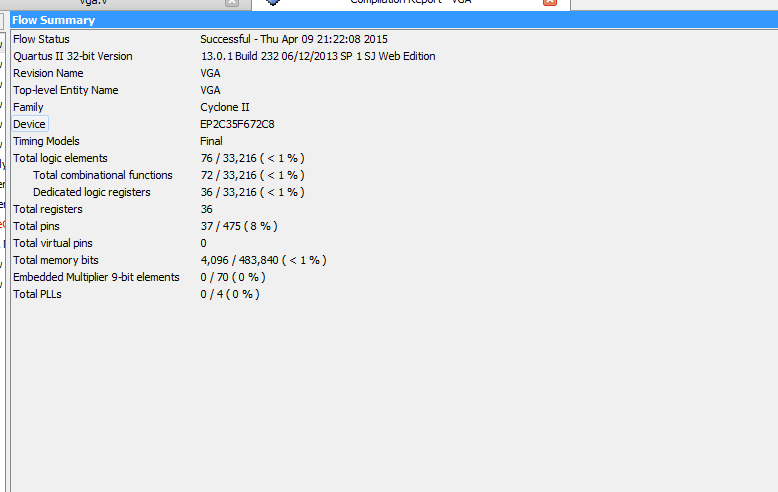 vga.v Compilation Report - VGA
Flow Summary
Flow Status Successful - Thu Apr 09 21:22:08 2015
Quartus II 32-bit Version 13.0.1 Build 232 06/12/2013 SP 1 SJ Web Edition
Revision Name VGA
Top-level Entity Name VGA
Family Cyclone II
Device EP2C35F672C8
Timing Models Final
Total logic elements 76 / 33,216 ( < 1 % )
Total combinational functions 72 / 33,216 ( < 1 % )
Dedicated logic registers 36 / 33,216 ( < 1 % )
Total registers 36
Total pins 37 / 475 ( 8 % )
Total virtual pins 0
Total memory bits 4,096 / 483,840 ( < 1 % )
Embedded Multiplier 9-bit elements 0 / 70 ( 0 % )
Total PLLs 0 / 4 ( 0 % )